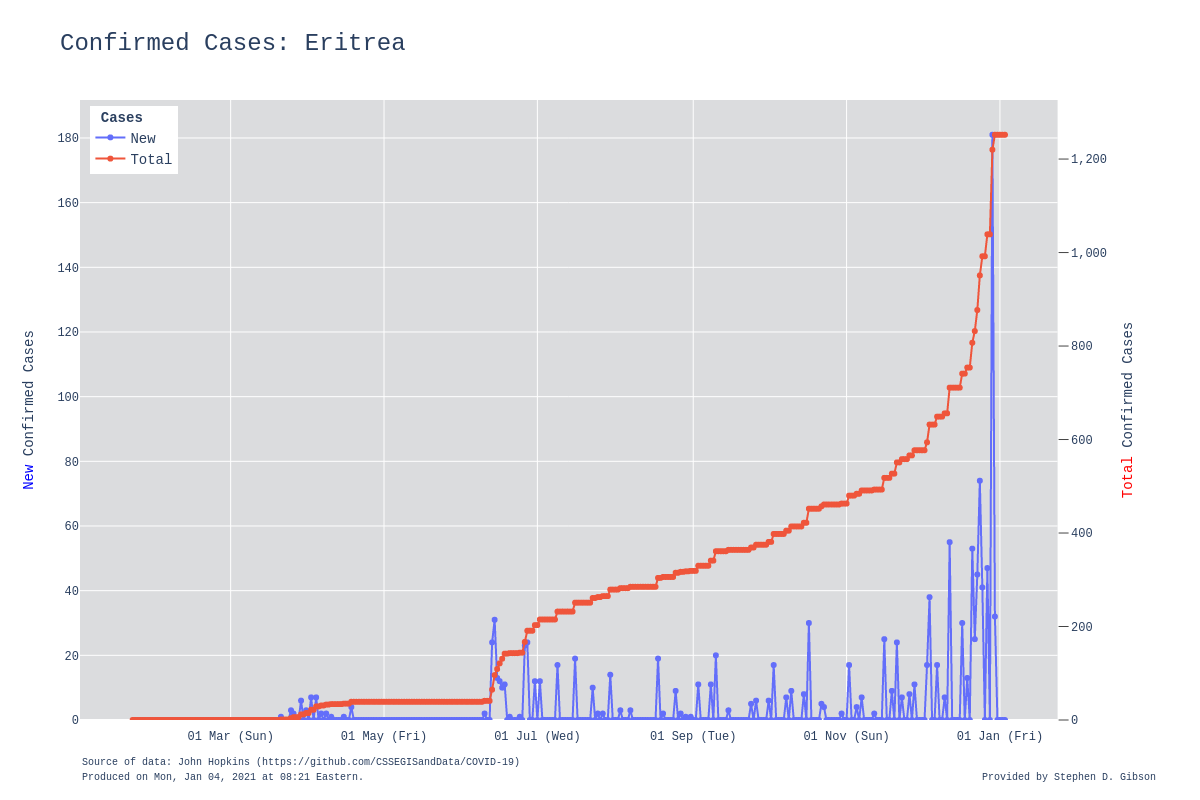 Confirmed Cases: Eritrea
Cases
New
Total
180
160
140
120
100
80
60
40
20
0
1,200
1,000
800
600
400
200
0
New Confirmed Cases
Total Confirmed Cases
01 Mar (Sun) 01 May (Fri) 01 Jul (Wed) 01 Sep (Tue) 01 Nov (Sun) 01 Jan (Fri)
Source of data: John Hopkins (https://github.com/CSSEGISandData/COVID-19)
Produced on Mon, Jan 04, 2021 at 08:21 Eastern.
Provided by Stephen D. Gibson